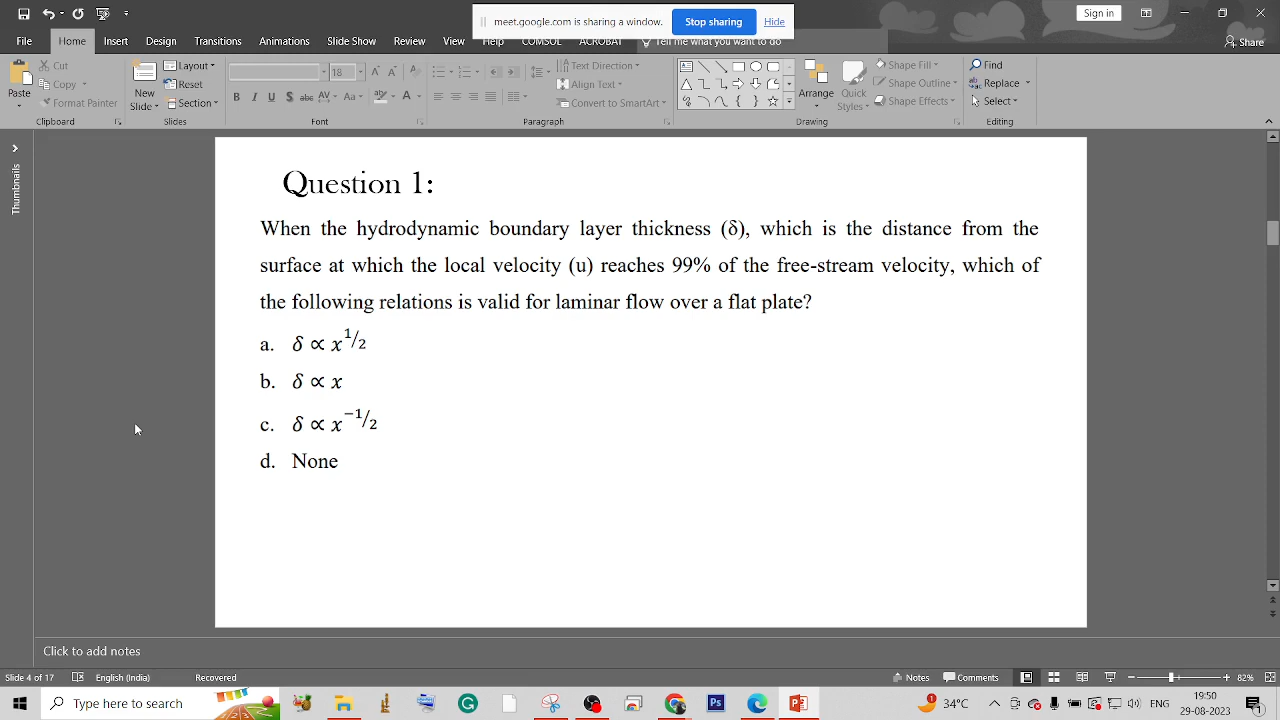 meet.google.com is sharing a window. Stop sharing Hide
Sign in
File Home Insert Design Transitions Animations Slide Show Review View Help COMSOL ACROBAT Tell me what you want to do Share
Paste Cut Copy Format Painter Clipboard
New Slide Layout Reset Section Slides
18 B I U S abc AV Aa A Font
Text Direction Align Text Convert to SmartArt Paragraph
Arrange Quick Styles Shape Fill Shape Outline Shape Effects Drawing
Find Replace Select Editing
Thumbnails
Question 1:
When the hydrodynamic boundary layer thickness (δ), which is the distance from the
surface at which the local velocity (u) reaches 99% of the free-stream velocity, which of
the following relations is valid for laminar flow over a flat plate?
a. δ ∝ x^1/2
b. δ ∝ x
c. δ ∝ x^−1/2
d. None
Click to add notes
Slide 4 of 17 English (India) Recovered Notes Comments 62%
Type here to search 34°C ENG 19:50
29-08-2023